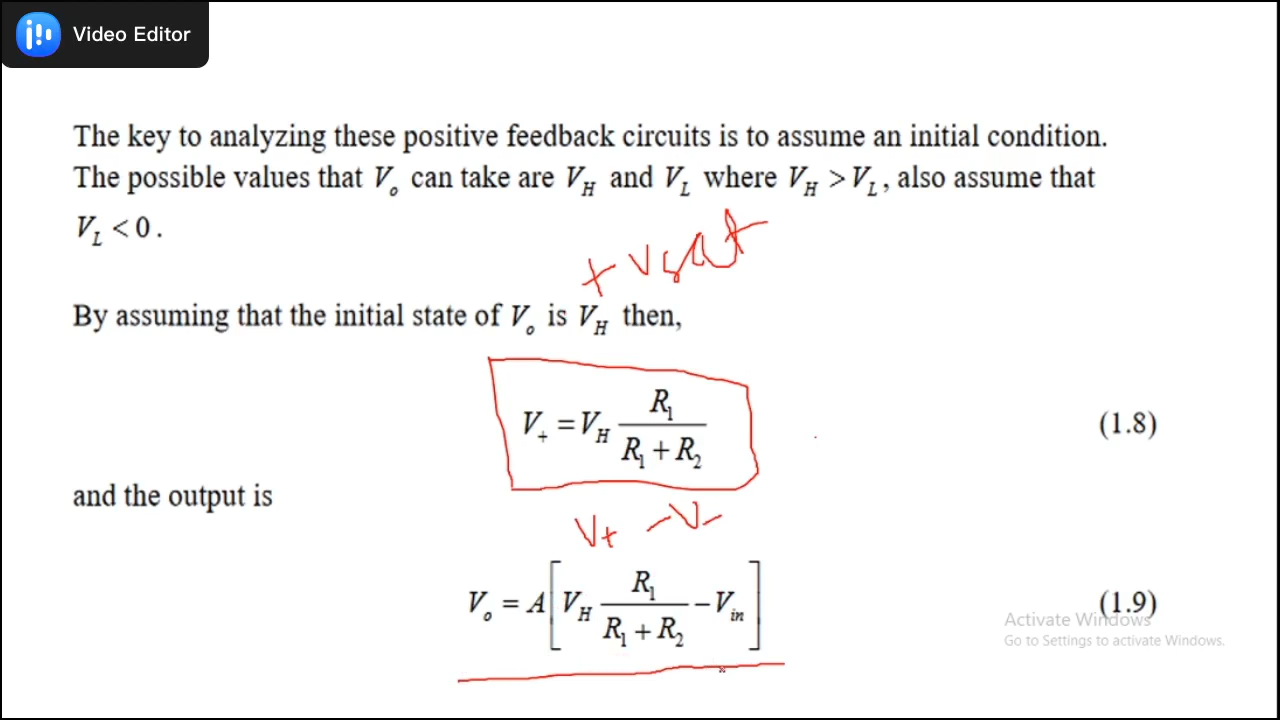 Video Editor
The key to analyzing these positive feedback circuits is to assume an initial condition.
The possible values that V_o can take are V_H and V_L where V_H > V_L, also assume that
V_L < 0.
+ vsat
By assuming that the initial state of V_o is V_H then,
V_+ = V_H R_1 / (R_1 + R_2) (1.8)
and the output is
V+ - V-
V_o = A[V_H R_1 / (R_1 + R_2) - V_in] (1.9)
Activate Windows
Go to Settings to activate Windows.